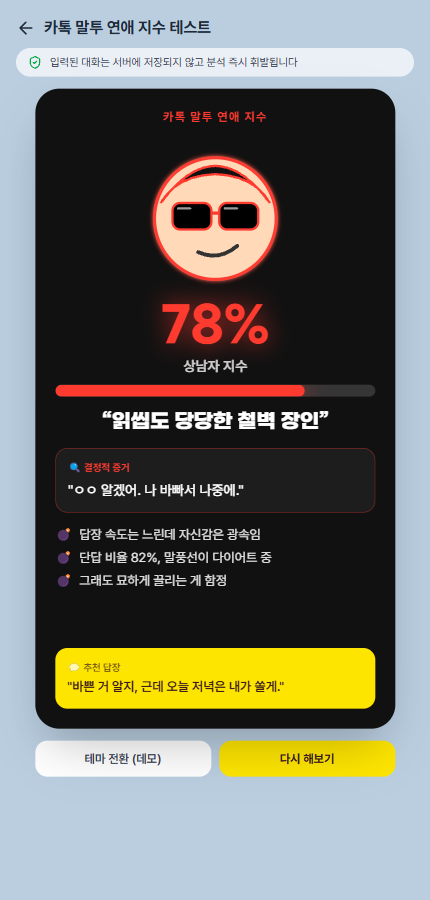 카톡 말투 연애 지수 테스트
입력된 대화는 서버에 저장되지 않고 분석 즉시 휘발됩니다
카톡 말투 연애 지수
78%
상남자 지수
“읽씹도 당당한 철벽 장인”
결정적 증거
"ㅇㅇ 알겠어. 나 바빠서 나중에."
답장 속도는 느린데 자신감은 광속임
단답 비율 82%, 말풍선이 다이어트 중
그래도 묘하게 끌리는 게 함정
추천 답장
"바쁜 거 알지, 근데 오늘 저녁은 내가 쏠게."
테마 전환 (데모)
다시 해보기